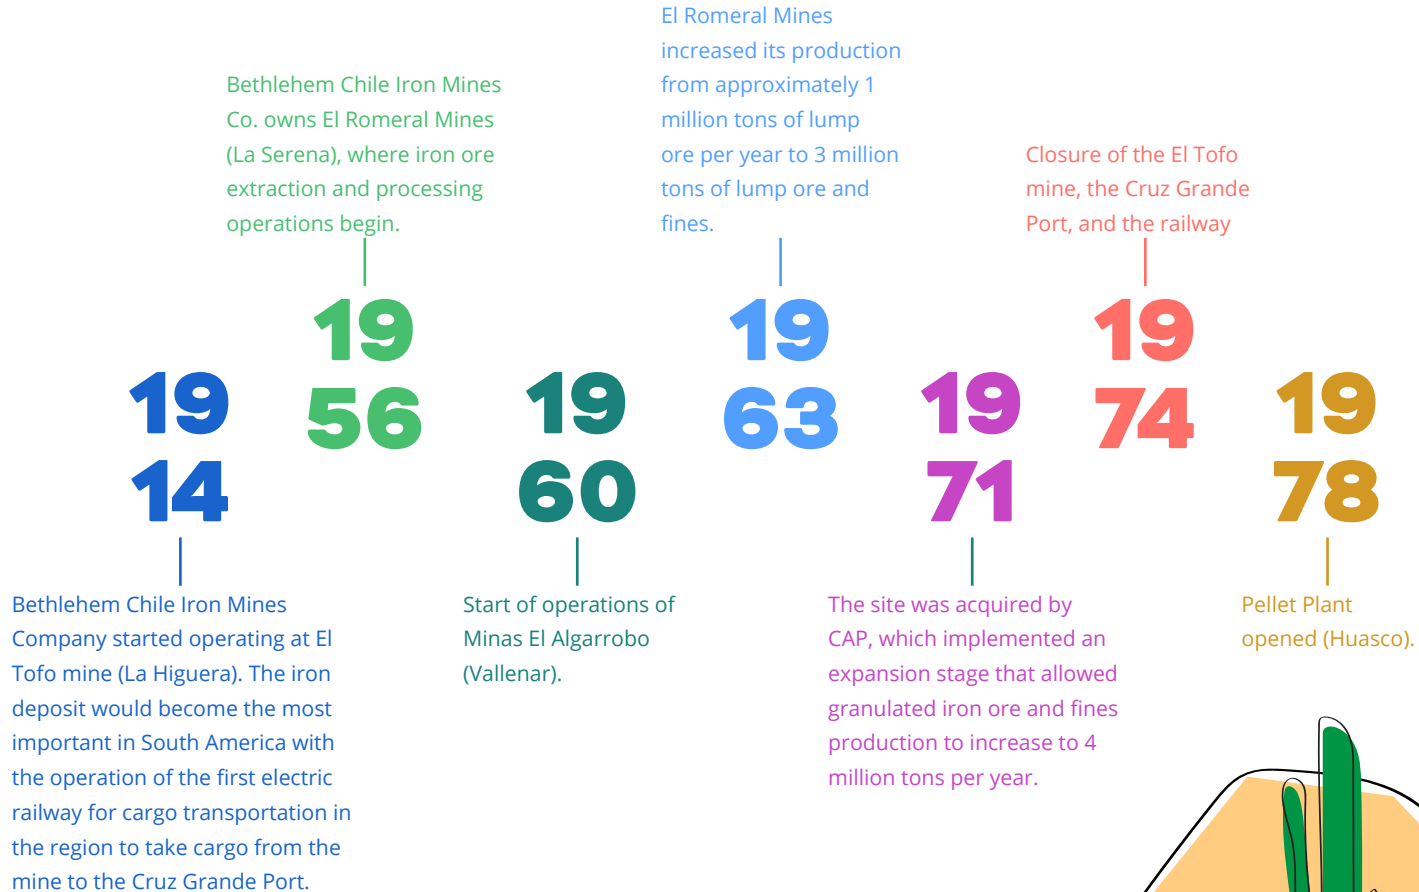 Bethlehem Chile Iron Mines
Company started operating at El
Tofo mine (La Higuera). The iron
deposit would become the most
important in South America with
the operation of the first electric
railway for cargo transportation in
the region to take cargo from the
mine to the Cruz Grande Port.
19
14
Bethlehem Chile Iron Mines
Co. owns El Romeral Mines
(La Serena), where iron ore
extraction and processing
operations begin.
19
56
19
60
Start of operations of
Minas El Algarrobo
(Vallenar).
El Romeral Mines
increased its production
from approximately 1
million tons of lump
ore per year to 3 million
tons of lump ore and
fines.
19
63
19
71
The site was acquired by
CAP, which implemented an
expansion stage that allowed
granulated iron ore and fines
production to increase to 4
million tons per year.
Closure of the El Tofo
mine, the Cruz Grande
Port, and the railway
19
74
19
78
Pellet Plant
opened (Huasco).